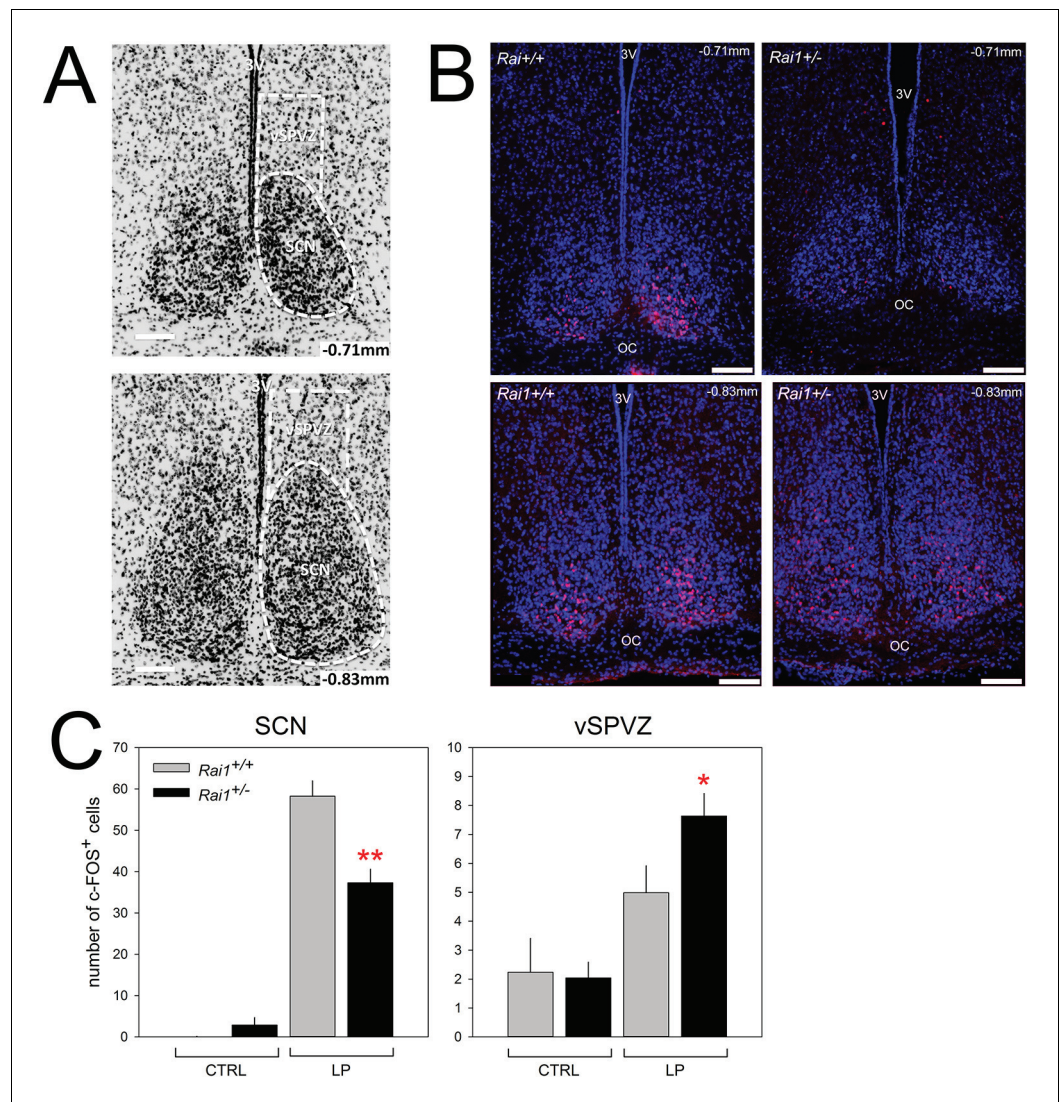 A
3V
vSPVZ
SCN
-0.71mm
3V
vSPVZ
SCN
-0.83mm
B
Rai+/+
3V
-0.71mm
OC
Rai1+/-
-0.71mm
3V
OC
Rai1+/+
3V
-0.83mm
OC
Rai1+/-
3V
-0.83mm
OC
C
SCN
number of c-FOS+ cells
70
60
50
40
30
20
10
0
Rai1+/+
Rai1+/-
**
CTRL
LP
vSPVZ
10
9
8
7
6
5
4
3
2
1
0
*
CTRL
LP